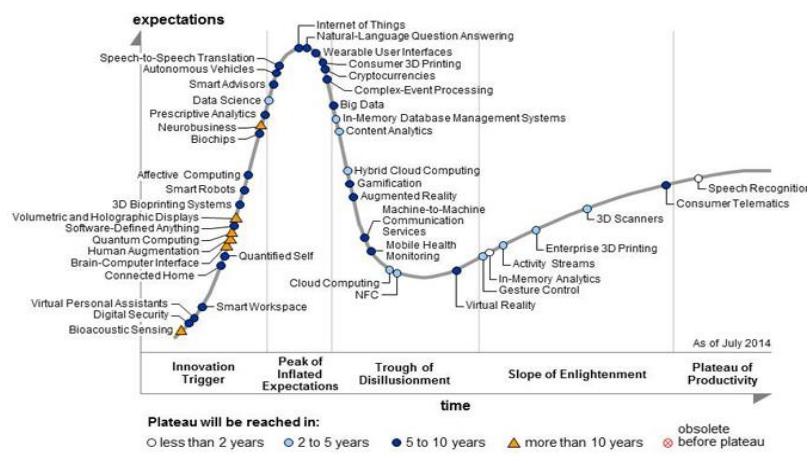 expectations
Internet of Things
Natural-Language Question Answering
Wearable User Interfaces
Consumer 3D Printing
Cryptocurrencies
Complex-Event Processing
Speech-to-Speech Translation
Autonomous Vehicles
Smart Advisors
Data Science
Prescriptive Analytics
Neurobusiness
Biochips
Big Data
In-Memory Database Management Systems
Content Analytics
Affective Computing
Smart Robots
3D Bioprinting Systems
Volumetric and Holographic Displays
Software-Defined Anything
Quantum Computing
Human Augmentation
Brain-Computer Interface
Connected Home
Quantified Self
Hybrid Cloud Computing
Gamification
Augmented Reality
Machine-to-Machine
Communication
Services
Mobile Health
Monitoring
Cloud Computing
NFC
Virtual Personal Assistants
Digital Security
Bioacoustic Sensing
Smart Workspace
Virtual Reality
Gesture Control
In-Memory Analytics
Activity Streams
Enterprise 3D Printing
3D Scanners
Consumer Telematics
Speech Recognition
As of July 2014
Innovation
Trigger
Peak of
Inflated
Expectations
Trough of
Disillusionment
Slope of Enlightenment
Plateau of
Productivity
time
Plateau will be reached in:
less than 2 years
2 to 5 years
5 to 10 years
more than 10 years
obsolete
before plateau